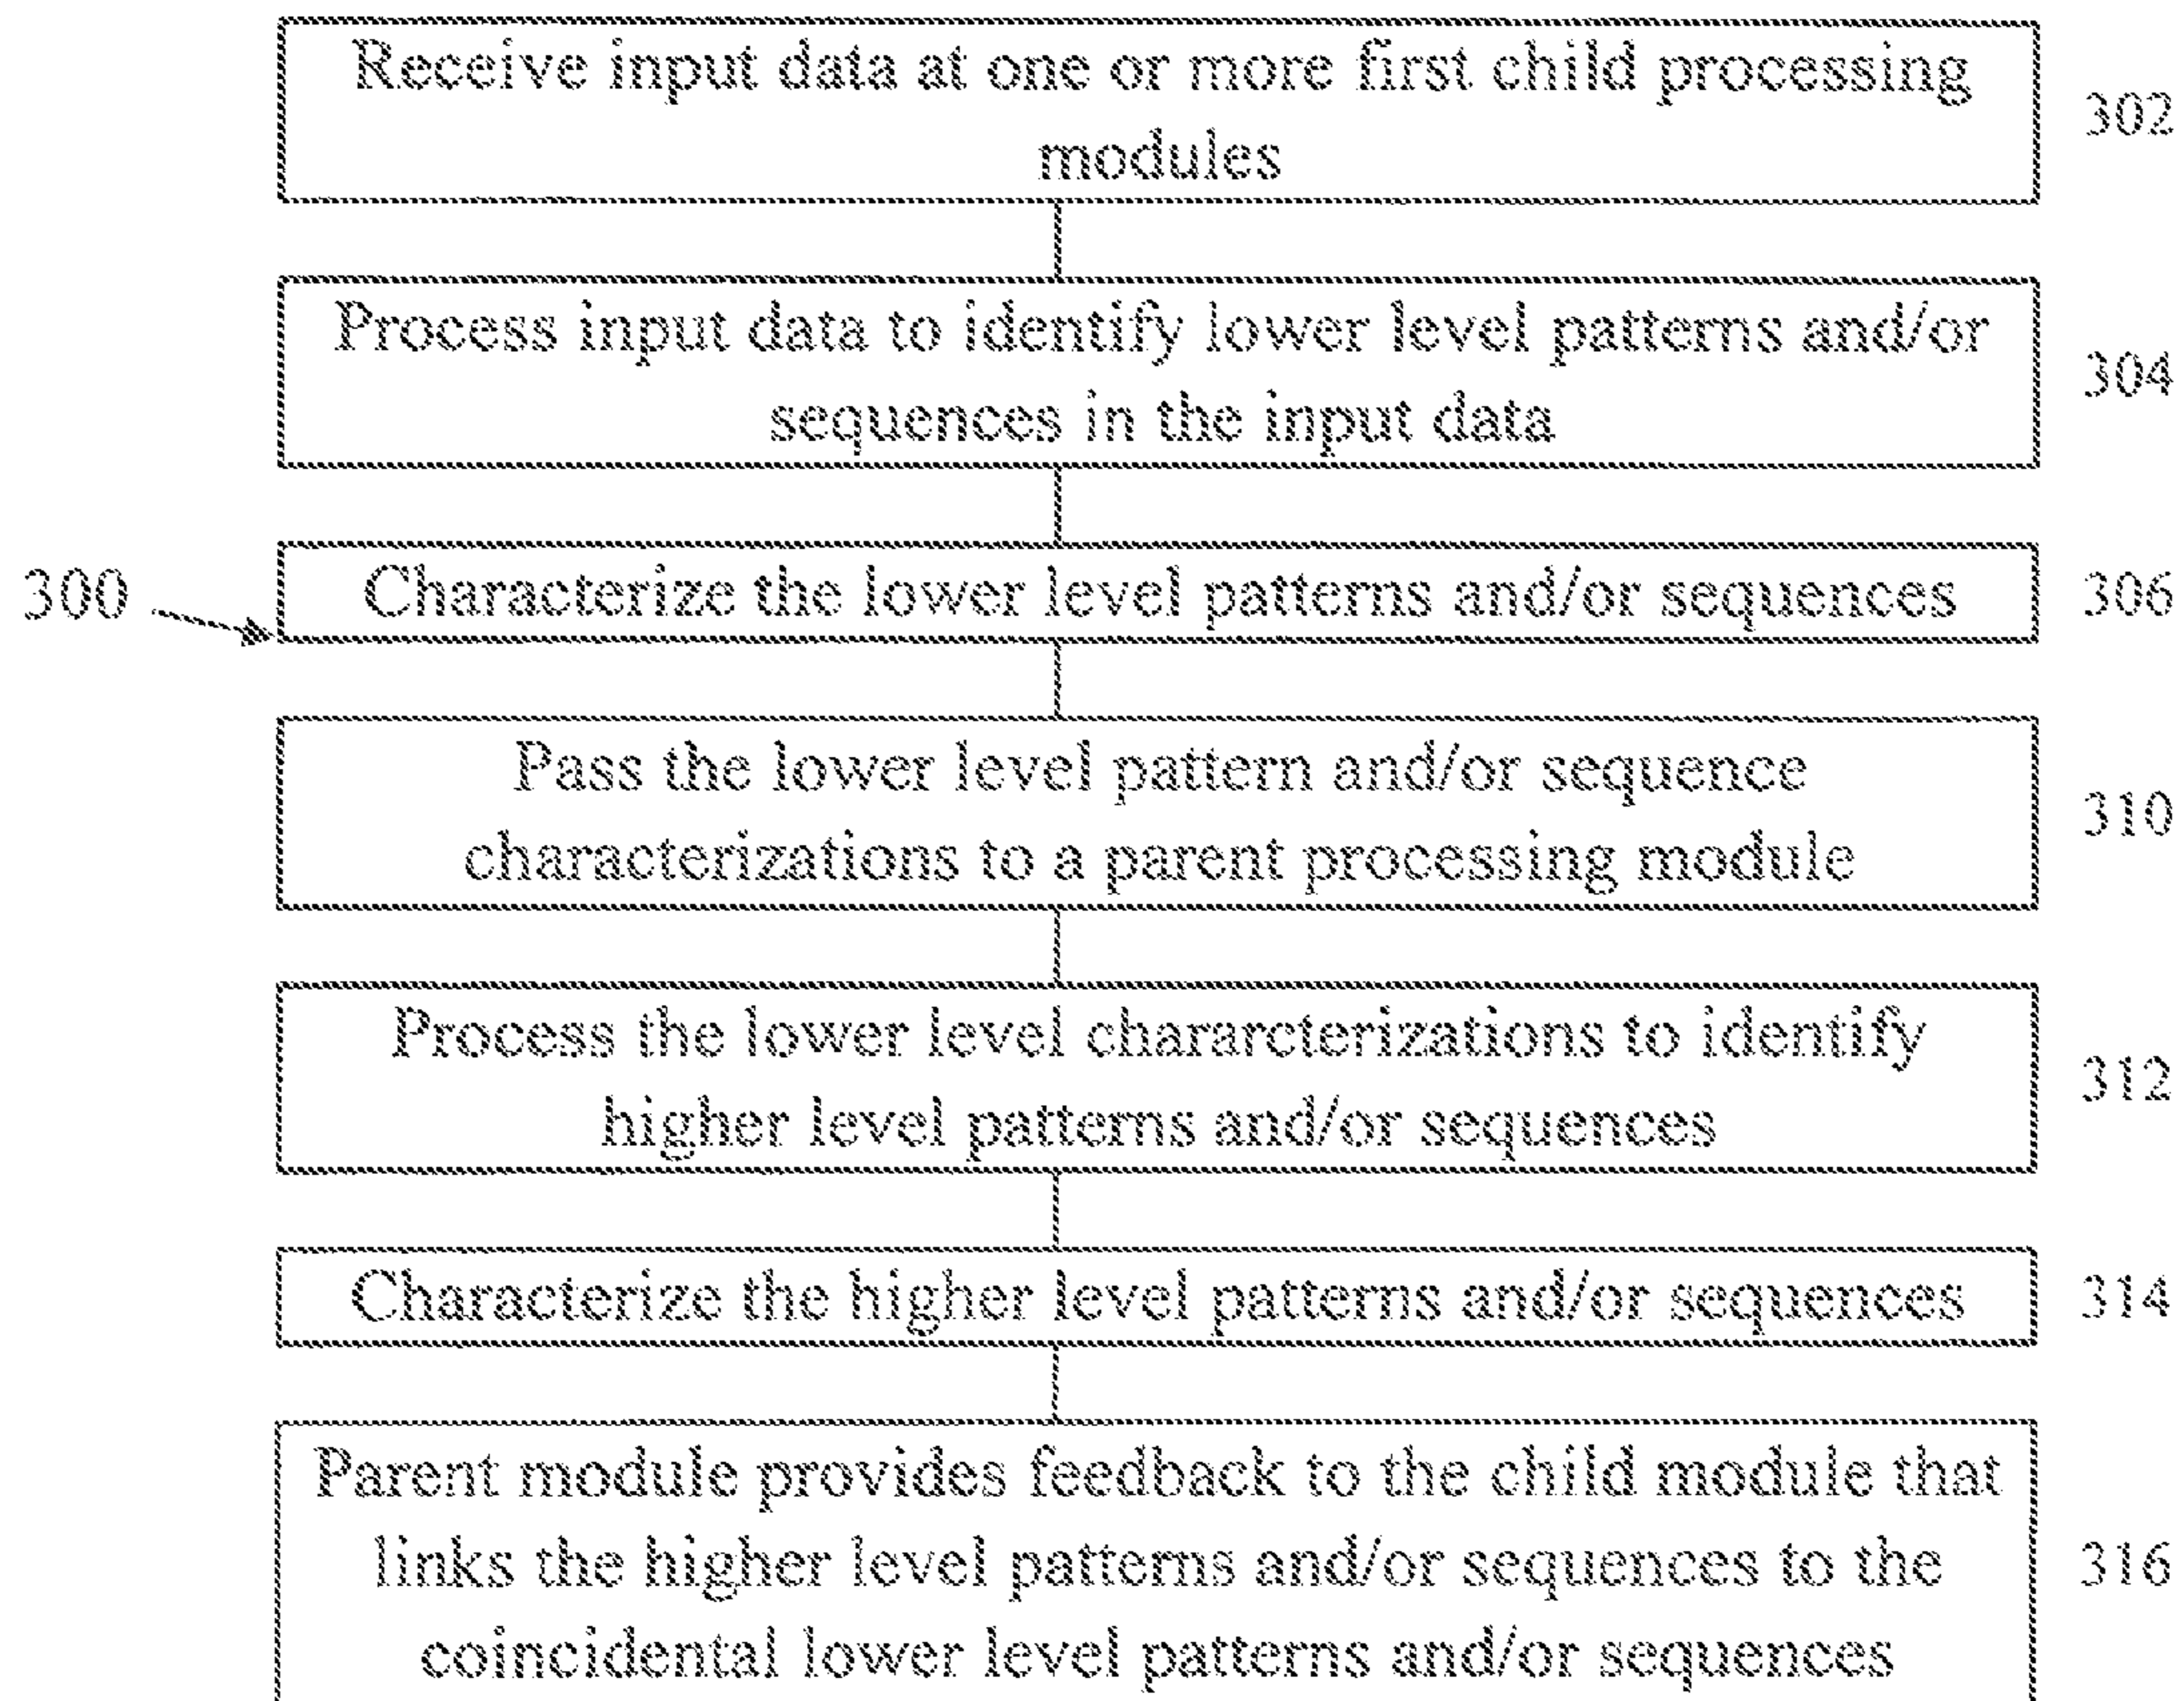 Receive input data at one or more first child processing
modules
302
Process input data to identify lower level patterns and/or
sequences in the input data
304
300
Characterize the lower level patterns and/or sequences
306
Pass the lower level pattern and/or sequence
characterizations to a parent processing module
310
Process the lower level chararcterizations to identify
higher level patterns and/or sequences
312
Characterize the higher level patterns and/or sequences
314
Parent module provides feedback to the child module that
links the higher level patterns and/or sequences to the
coincidental lower level patterns and/or sequences
316